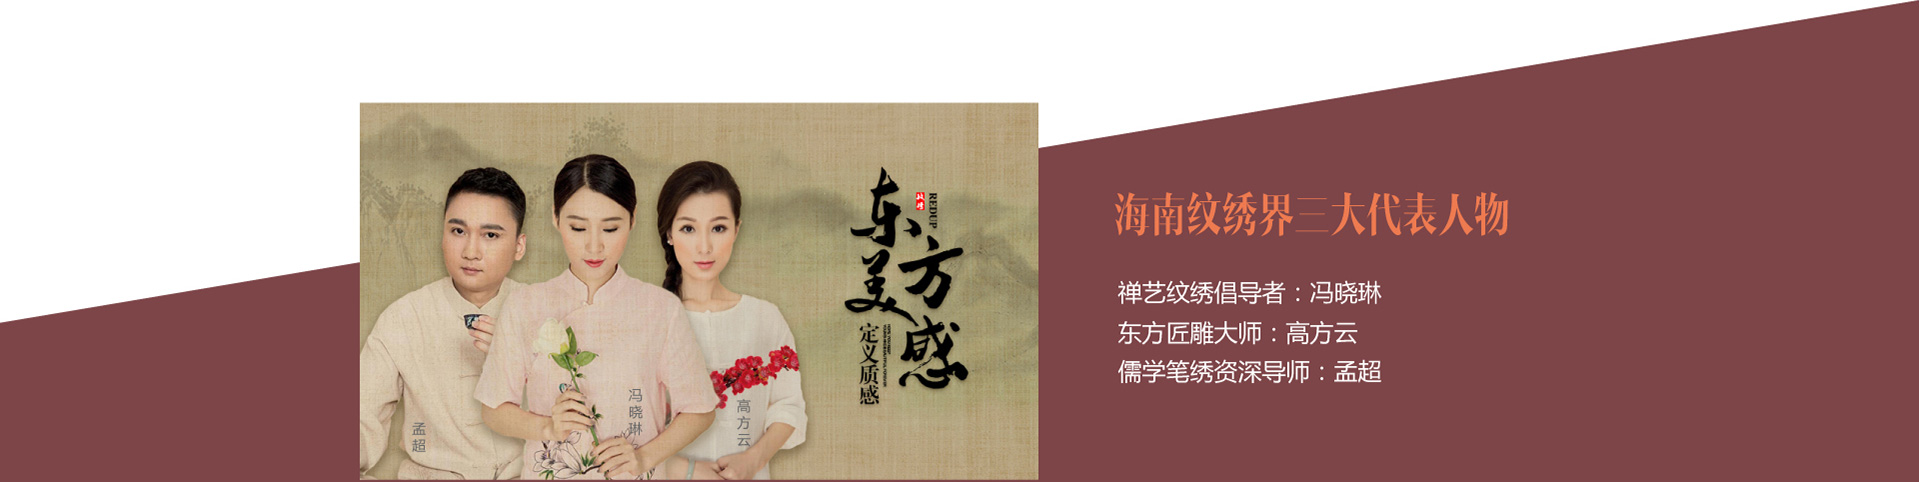 孟超
冯晓琳
高方云
东方美感
REDUP
定义质感
海南纹绣界三大代表人物
禅艺纹绣倡导者：冯晓琳
东方匠雕大师：高方云
儒学笔绣资深导师：孟超